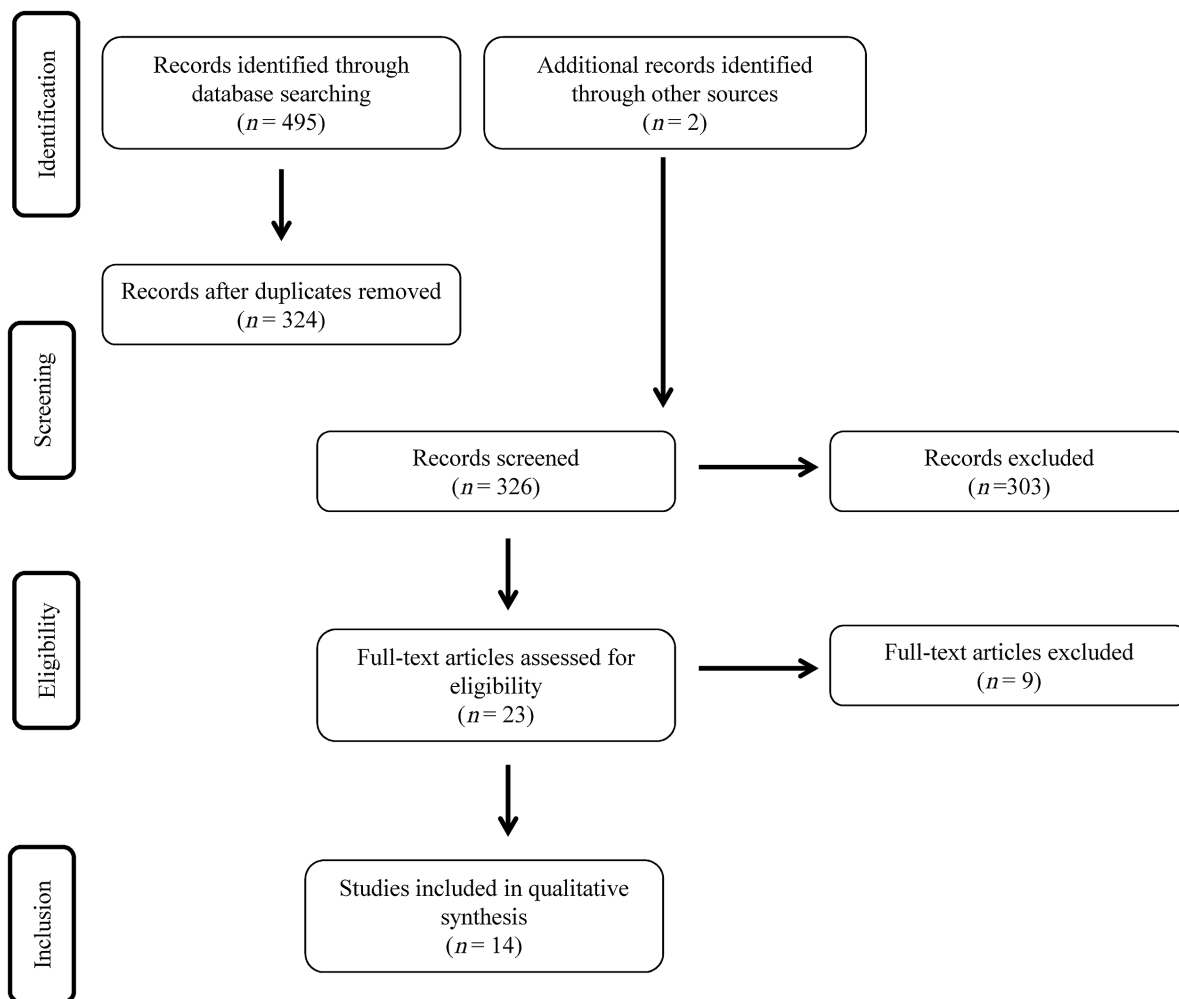 Identification
Records identified through
database searching
(n = 495)
Additional records identified
through other sources
(n = 2)
Records after duplicates removed
(n = 324)
Screening
Records screened
(n = 326)
Records excluded
(n =303)
Eligibility
Full-text articles assessed for
eligibility
(n = 23)
Full-text articles excluded
(n = 9)
Inclusion
Studies included in qualitative
synthesis
(n = 14)